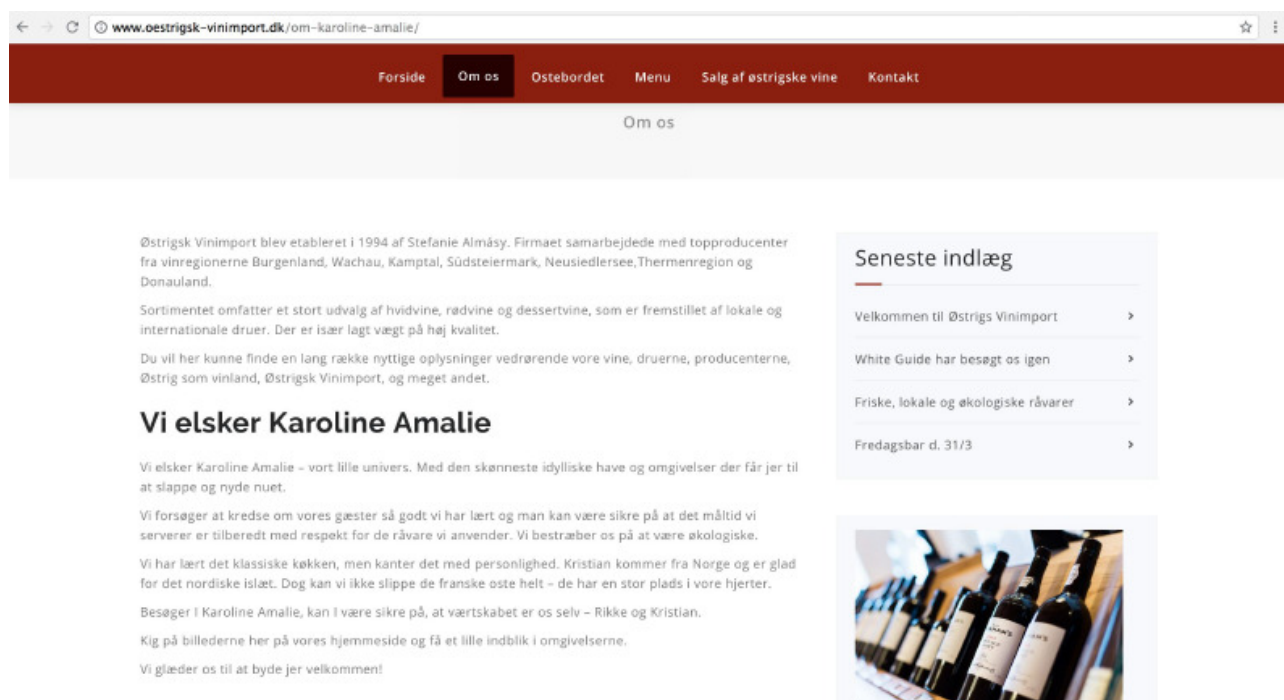 www.oestrigsk-vinimport.dk/om-karoline-amalie/
Forside Om os Ostebordet Menu Salg af østrigske vine Kontakt
Om os
Østrigsk Vinimport blev etableret i 1994 af Stefanie Almásy. Firmaet samarbejdede med topproducenter
fra vinregionerne Burgenland, Wachau, Kamptal, Südsteiermark, Neusiedlersee,Thermenregion og
Donauland.
Sortimentet omfatter et stort udvalg af hvidvine, rødvine og dessertvine, som er fremstillet af lokale og
internationale druer. Der er især lagt vægt på høj kvalitet.
Du vil her kunne finde en lang række nyttige oplysninger vedrørende vore vine, druerne, producenterne,
Østrig som vinland, Østrigsk Vinimport, og meget andet.
Vi elsker Karoline Amalie
Vi elsker Karoline Amalie – vort lille univers. Med den skønneste idylliske have og omgivelser der får jer til
at slappe og nyde nuet.
Vi forsøger at kredse om vores gæster så godt vi har lært og man kan være sikre på at det måltid vi
serverer er tilberedt med respekt for de råvare vi anvender. Vi bestræber os på at være økologiske.
Vi har lært det klassiske køkken, men kanter det med personlighed. Kristian kommer fra Norge og er glad
for det nordiske islæt. Dog kan vi ikke slippe de franske oste helt – de har en stor plads i vore hjerter.
Besøger I Karoline Amalie, kan I være sikre på, at værtskabet er os selv – Rikke og Kristian.
Kig på billederne her på vores hjemmeside og få et lille indblik i omgivelserne.
Vi glæder os til at byde jer velkommen!
Seneste indlæg
Velkommen til Østrigs Vinimport
White Guide har besøgt os igen
Friske, lokale og økologiske råvarer
Fredagsbar d. 31/3